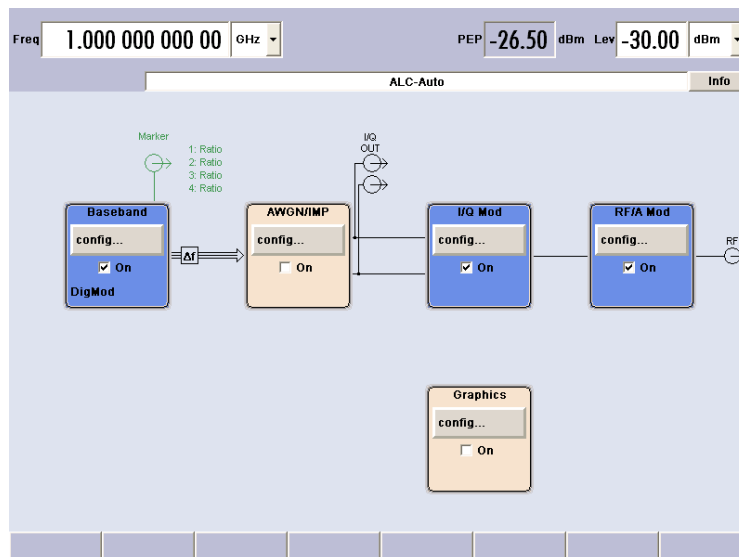 Freq 1.000 000 000 00 GHz PEP -26.50 dBm Lev -30.00 dBm
ALC-Auto Info
Marker
1: Ratio
2: Ratio
3: Ratio
4: Ratio
I/Q
OUT
Baseband
config...
On
DigMod
Δf
AWGN/IMP
config...
On
I/Q Mod
config...
On
RF/A Mod
config...
On
RF
Graphics
config...
On